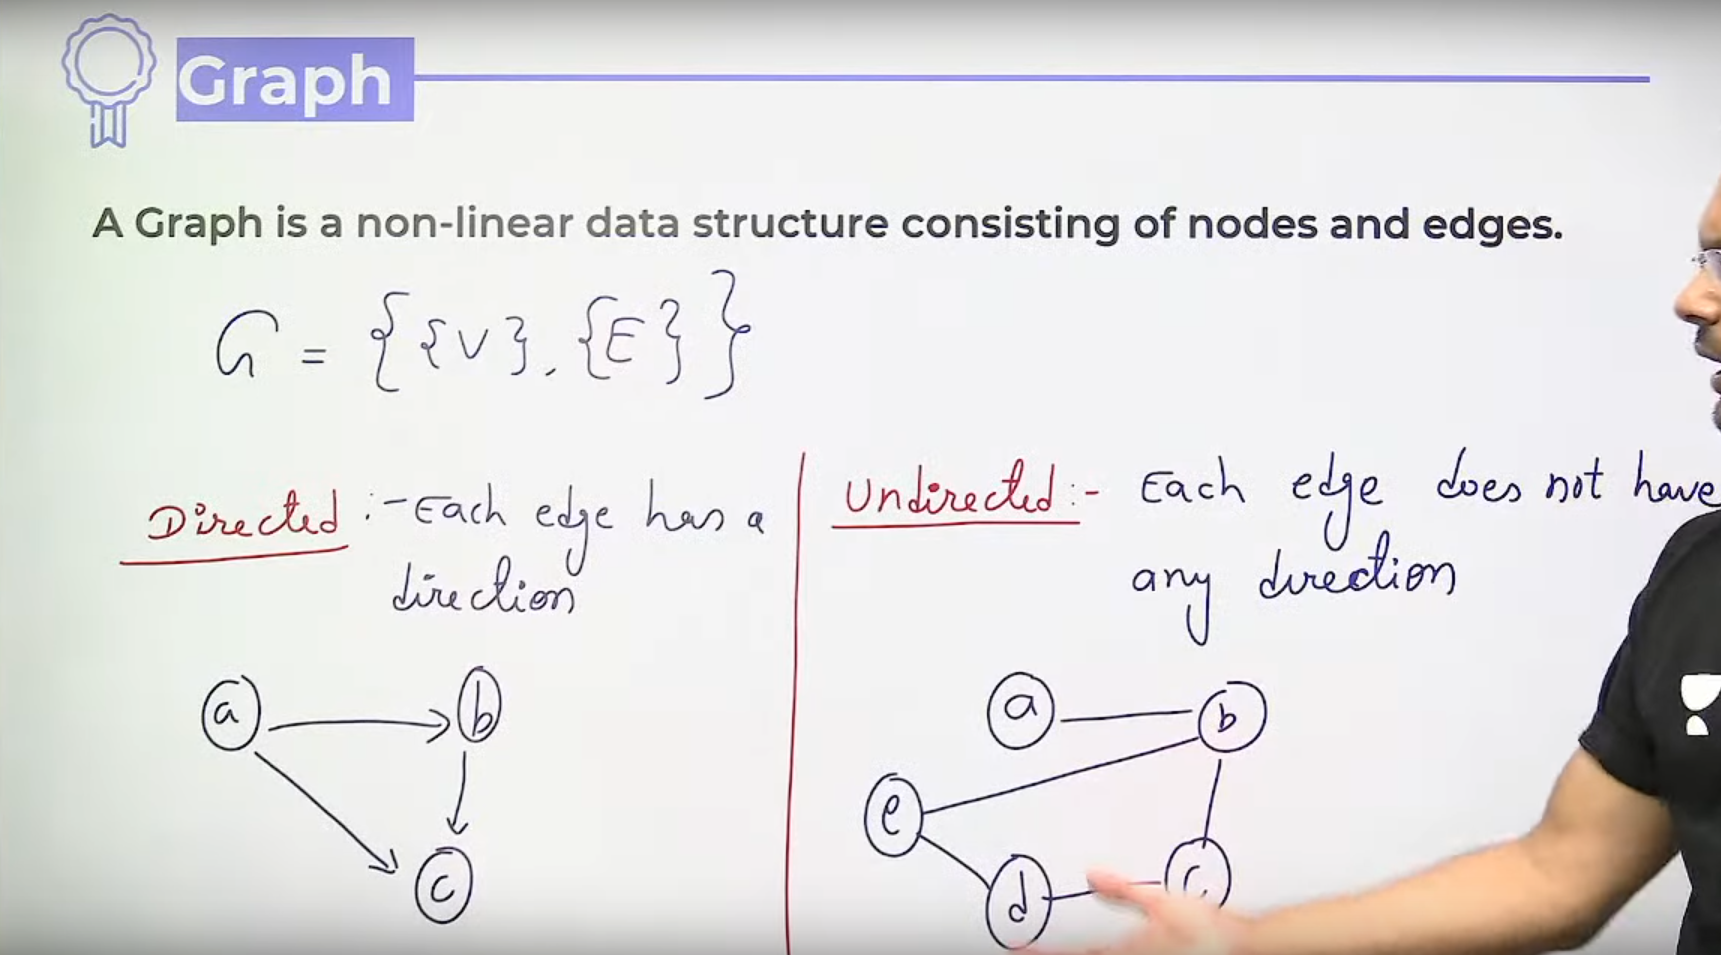 Graph
A Graph is a non-linear data structure consisting of nodes and edges.
G = {{V}, {E}}
Directed :- Each edge has a
direction
a
b
c
Undirected :- Each edge does not have
any direction
a
b
e
d
c